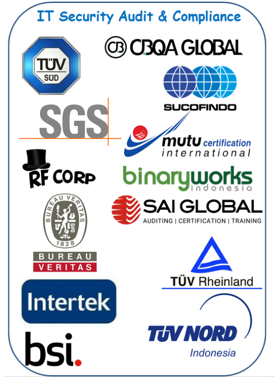 IT Security Audit & Compliance
TÜV
SÜD
CBQA GLOBAL
SUCOFINDO
SGS
mutu certification
international
RF CORP
binaryworks
indonesia
BUREAU VERITAS
1828
BUREAU
VERITAS
SAI GLOBAL
AUDITING | CERTIFICATION | TRAINING
TÜV Rheinland
Intertek
TÜV NORD
Indonesia
bsi.